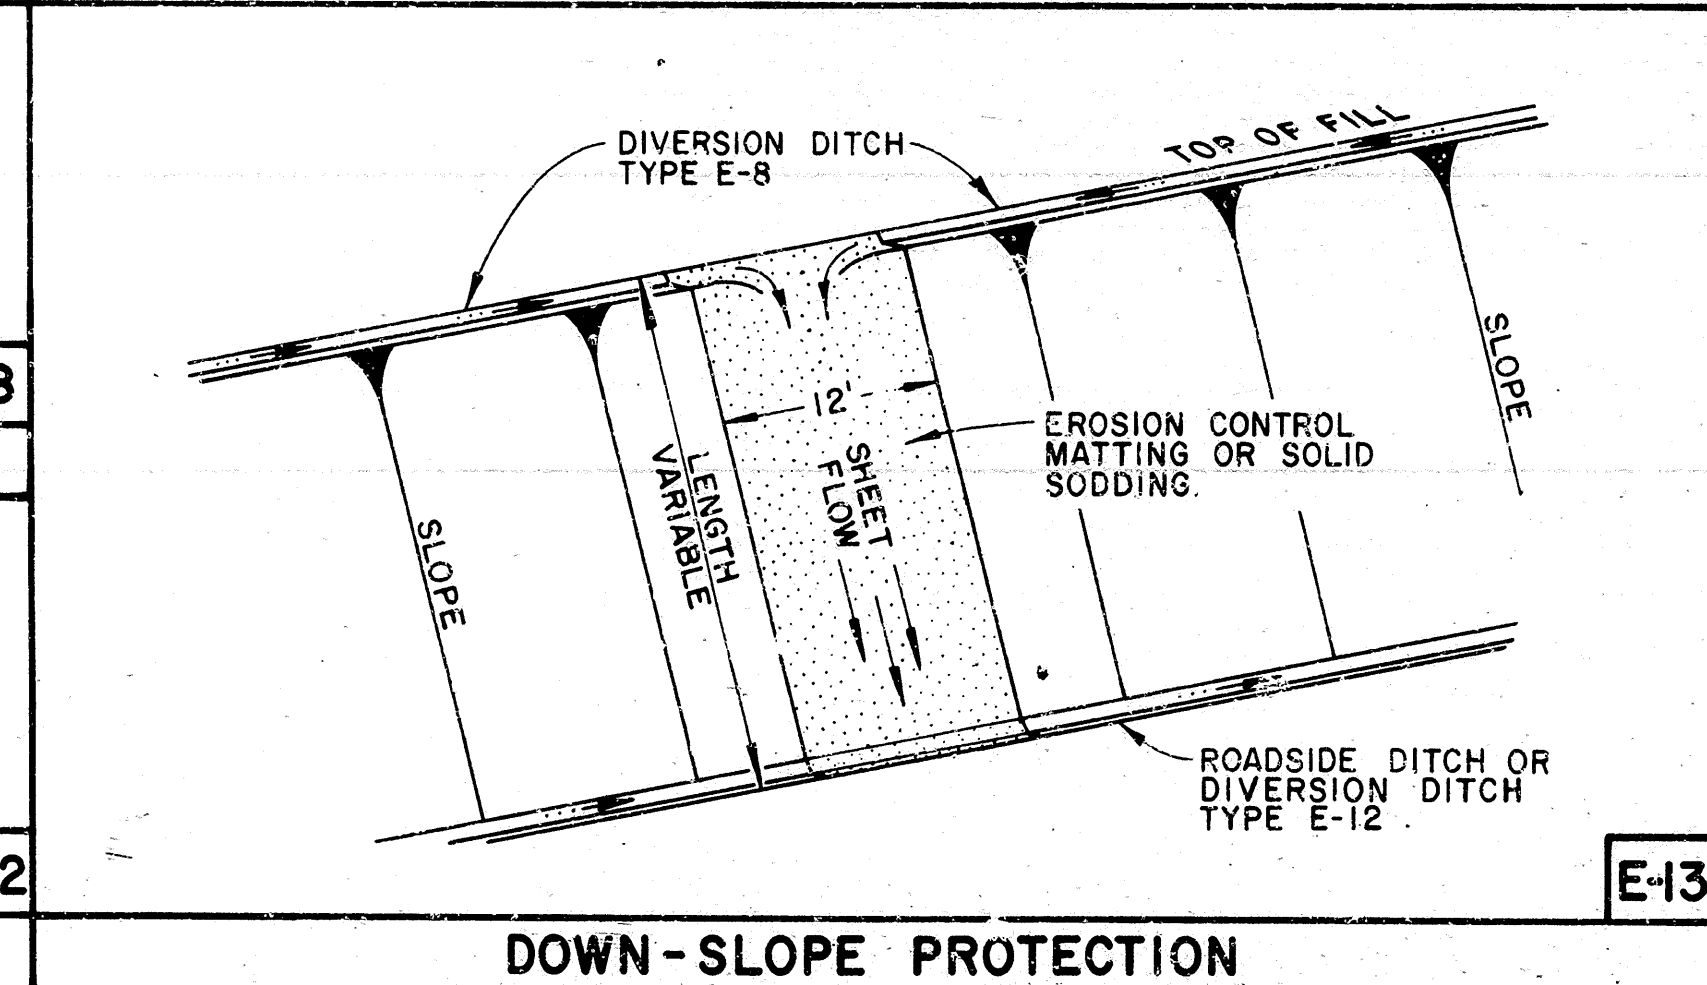 DIVERSION DITCH
TYPE E-8
TOP OF FILL
SLOPE
12'
EROSION CONTROL
MATTING OR SOLID
SODDING.
SHEET
FLOW
LENGTH
VARIABLE
SLOPE
ROADSIDE DITCH OR
DIVERSION DITCH
TYPE E-12
2
E-13
DOWN-SLOPE PROTECTION